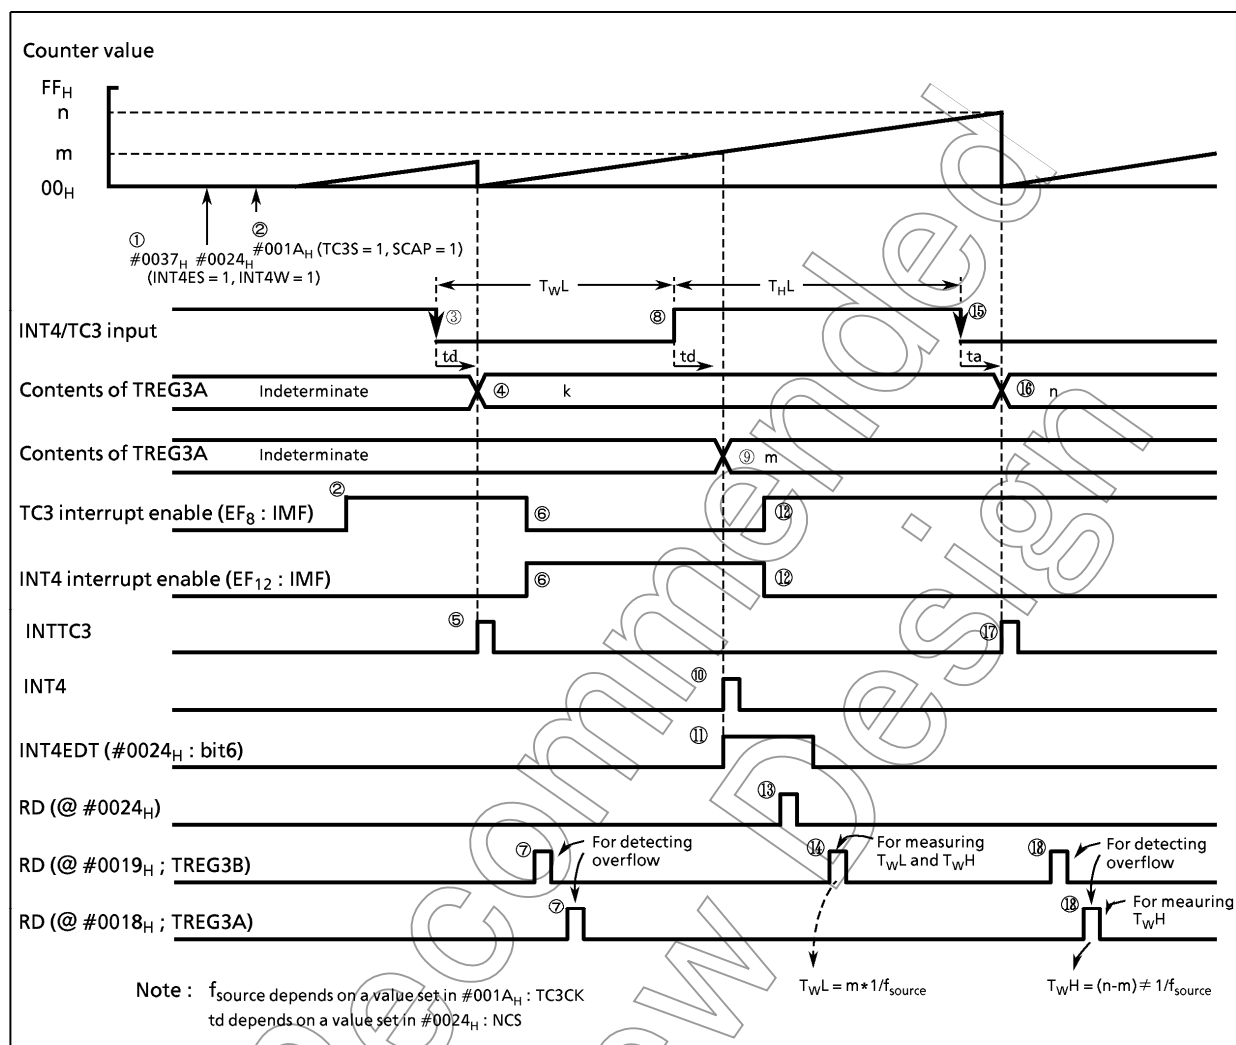 Counter value
FFH
n
m
00H
① ②
#0037H #0024H #001AH (TC3S = 1, SCAP = 1)
(INT4ES = 1, INT4W = 1)
TWL THL
INT4/TC3 input ③ ⑧ ⑮
td td ta
Contents of TREG3A Indeterminate ④ k ⑯ n
Contents of TREG3A Indeterminate ⑨ m
②
TC3 interrupt enable (EF8 : IMF) ⑥ ⑫
INT4 interrupt enable (EF12 : IMF) ⑥ ⑫
INTTC3 ⑤ ⑰
INT4 ⑩
INT4EDT (#0024H : bit6) ⑪
RD (@ #0024H) ⑬
RD (@ #0019H ; TREG3B) ⑦ For detecting overflow ⑭ For measuring TWL and TWH ⑱ For detecting overflow
RD (@ #0018H ; TREG3A) ⑦ ⑱ For meauring TWH
TWL = m*1/fsource TWH = (n-m) ≠ 1/fsource
Note : fsource depends on a value set in #001AH : TC3CK
td depends on a value set in #0024H : NCS
ecommended
ew Design